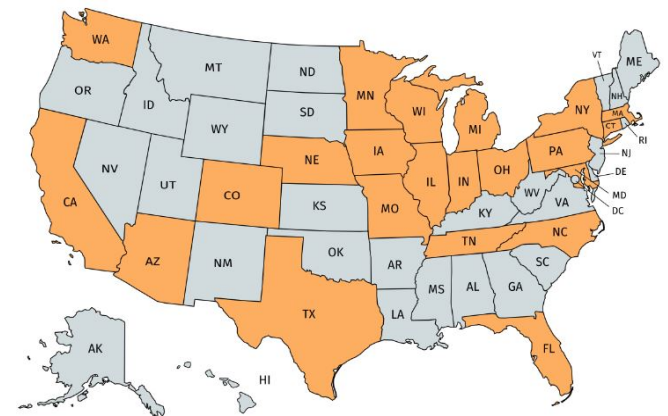 WA
MT
ND
MN
VT
ME
OR
ID
SD
WI
MI
NY
NH
MA
CT
RI
WY
IA
PA
NJ
NV
NE
IL
IN
OH
DE
UT
CO
KS
MO
WV
VA
MD
CA
KY
DC
AZ
NM
OK
AR
TN
NC
SC
MS
AL
GA
TX
LA
FL
AK
HI